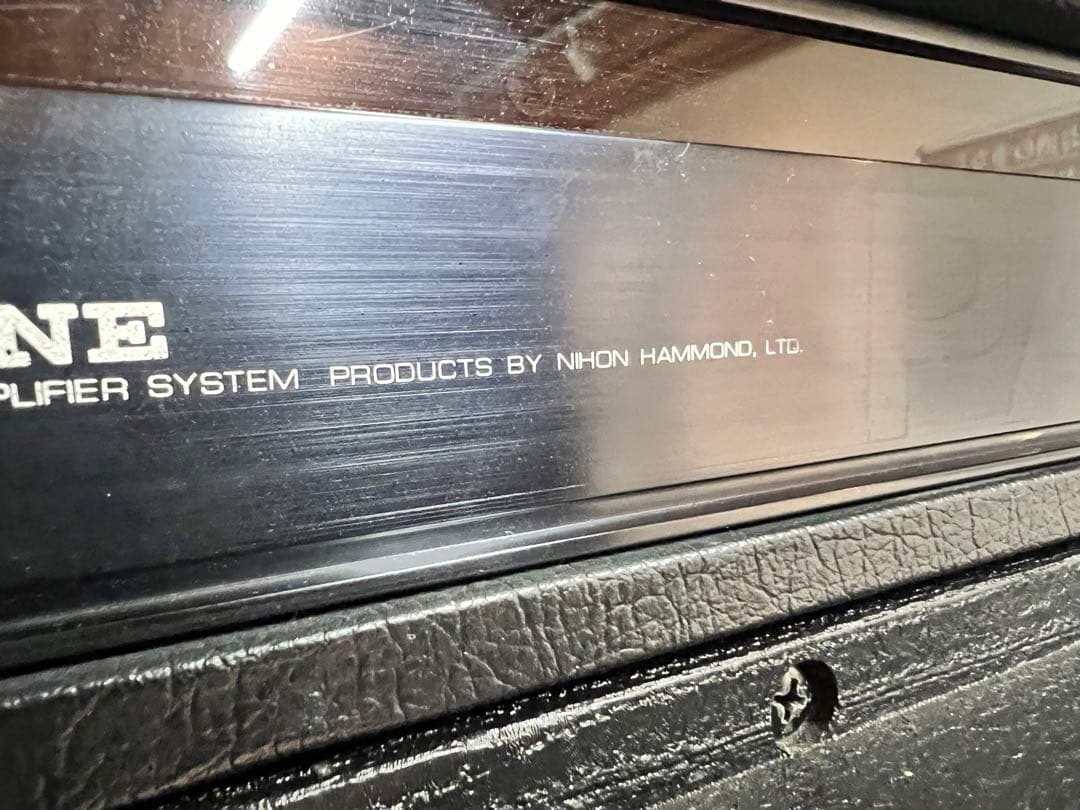 NE
PLIFIER SYSTEM PRODUCTS BY NIHON HAMMOND, LTD.